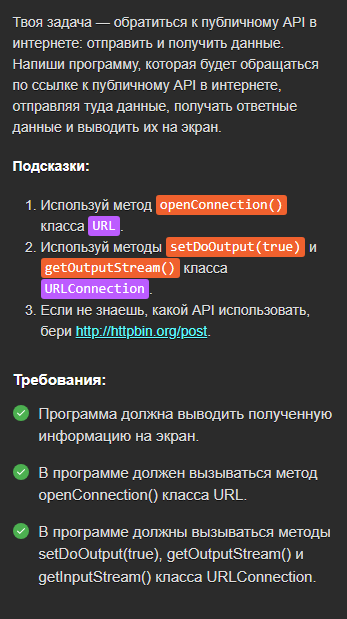 Твоя задача — обратиться к публичному API в
интернете: отправить и получить данные.
Напиши программу, которая будет обращаться
по ссылке к публичному API в интернете,
отправляя туда данные, получать ответные
данные и выводить их на экран.
Подсказки:
1. Используй метод openConnection()
класса URL.
2. Используй методы setDoOutput(true) и
getOutputStream() класса
URLConnection.
3. Если не знаешь, какой API использовать,
бери http://httpbin.org/post.
Требования:
Программа должна выводить полученную
информацию на экран.
В программе должен вызываться метод
openConnection() класса URL.
В программе должны вызываться методы
setDoOutput(true), getOutputStream() и
getInputStream() класса URLConnection.